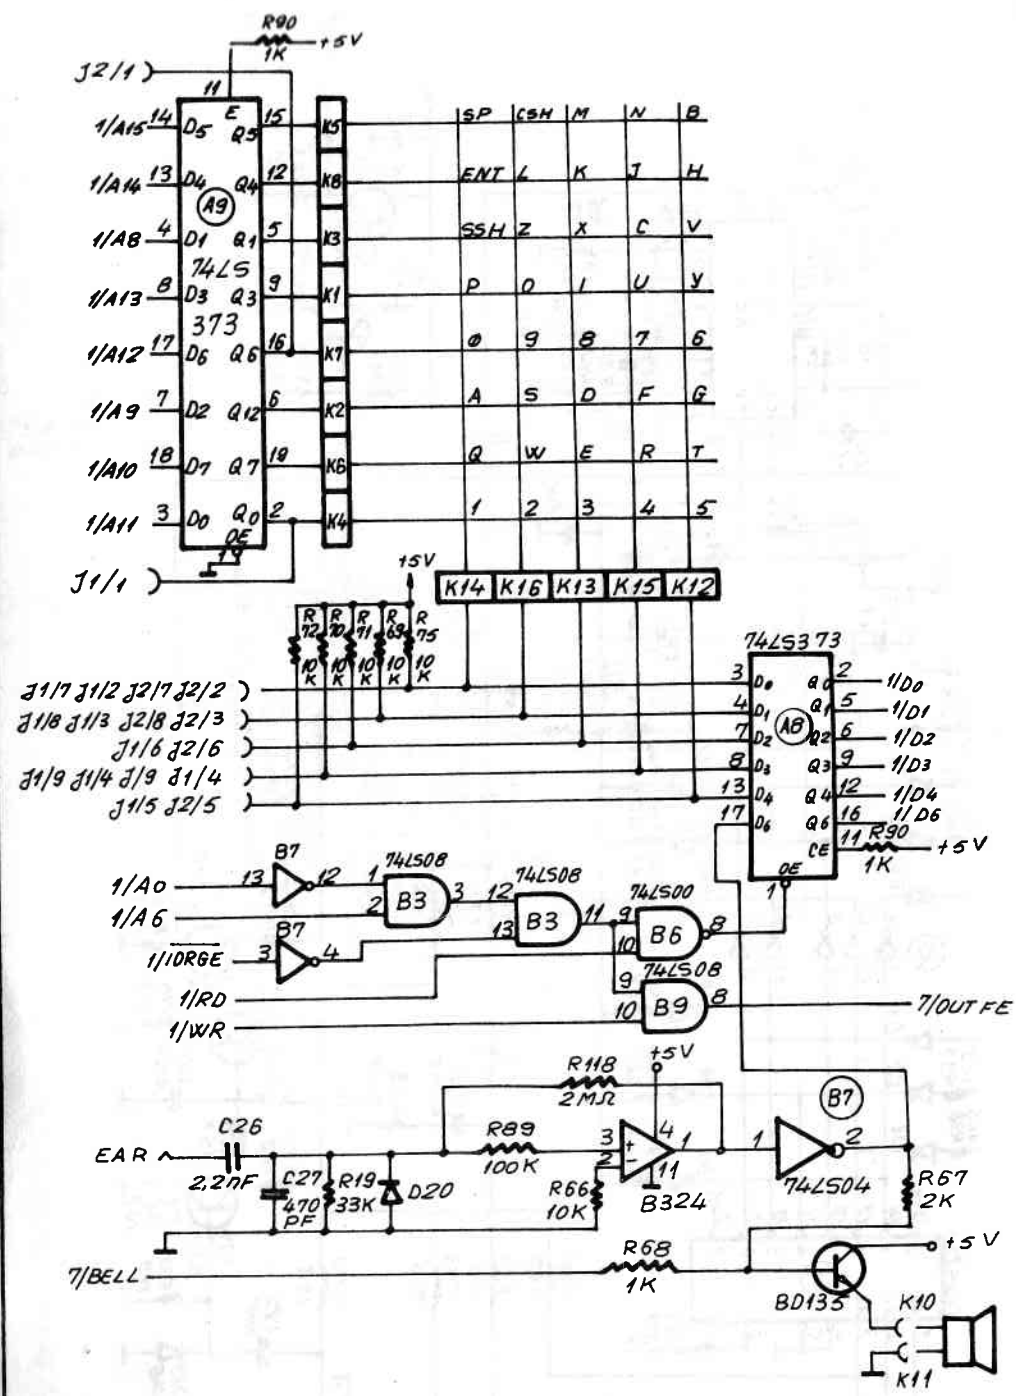 R90
1K
+5V
J2/1
11
E
1/A15 14 D5 Q5 15 K5 SP CSH M N B
1/A14 13 D4 Q4 12 K8 ENT L K J H
A9
1/A8 4 D1 Q1 5 K3 SSH Z X C V
74LS
1/A13 8 D3 Q3 9 K1 P O I U Y
373
1/A12 17 D6 Q6 16 K7 Ø 9 8 7 6
1/A9 7 D2 Q12 6 K2 A S D F G
1/A10 18 D7 Q7 19 K6 Q W E R T
1/A11 3 D0 Q0 2 K4 1 2 3 4 5
1 OE
J1/1
+5V
K14 K16 K13 K15 K12
R72 R70 R71 R69 R75
10K 10K 10K 10K 10K
74LS373
J1/7 J1/2 J2/7 J2/2 3 D0 Q0 2 1/D0
J1/8 J1/3 J2/8 J2/3 4 D1 Q1 5 1/D1
A8
J1/6 J2/6 7 D2 Q2 6 1/D2
J1/9 J1/4 J/9 J1/4 8 D3 Q3 9 1/D3
J1/5 J2/5 13 D4 Q4 12 1/D4
17 D6 Q6 16 1/D6
CE 11 R90 +5V
1K
OE
1
B7 74LS08
1/A0 13 12 1 B3 3
1/A6 2
74LS08
12 B3 11
13
B7
1/IORGE 3 4
74LS00
9 B6 8
10
1/RD
74LS08
9 B9 8 7/OUT FE
10
1/WR
+5V
R118
2MΩ
B7
C26
EAR
2,2nF
C27
470
PF
R19
33K
D20
R89
100K
3 +
2 -
4
1
11
B324
R66
10K
1 2
74LS04
R67
2K
R68
7/BELL
1K
+5V
BD135
K10
K11